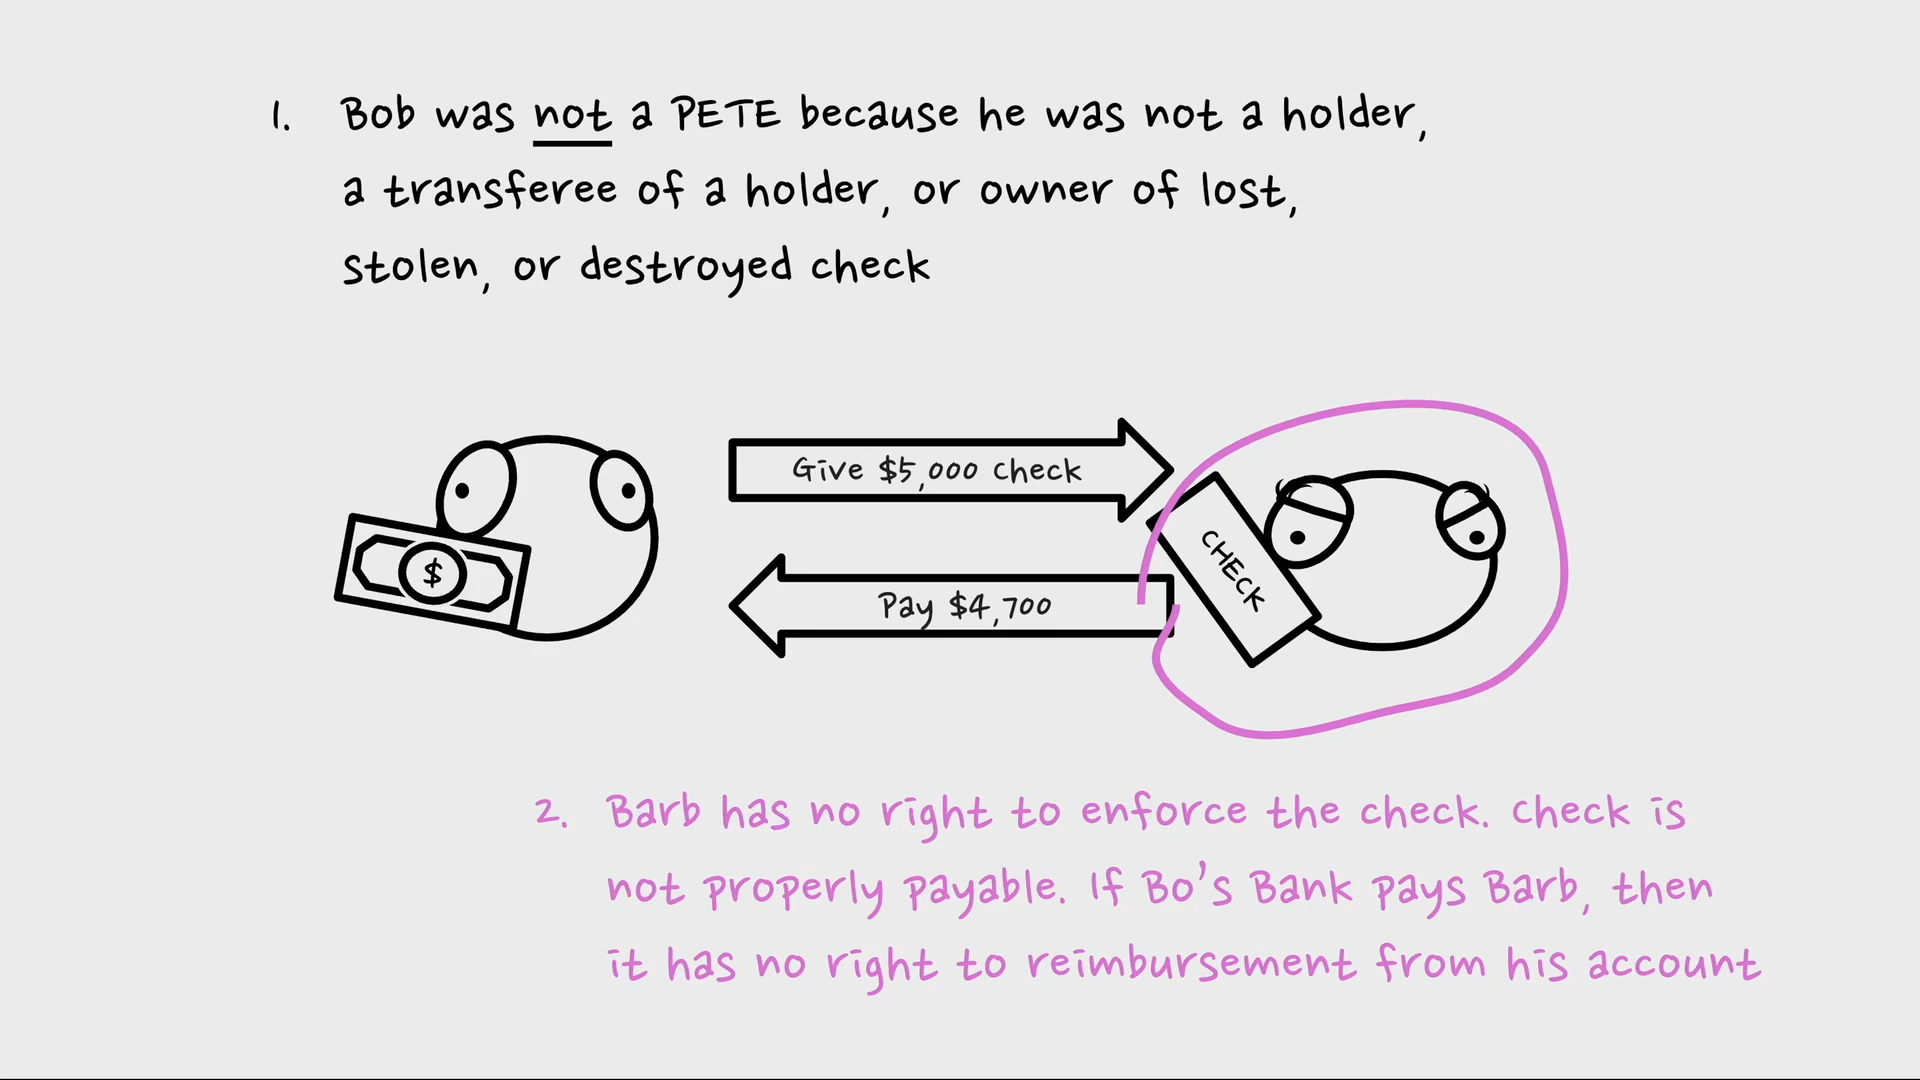 1. Bob was not a PETE because he was not a holder,
a transferee of a holder, or owner of lost,
stolen, or destroyed check
Give $5,000 check
$
CHECK
Pay $4,700
2. Barb has no right to enforce the check. Check is
not properly payable. If Bo's Bank pays Barb, then
it has no right to reimbursement from his account